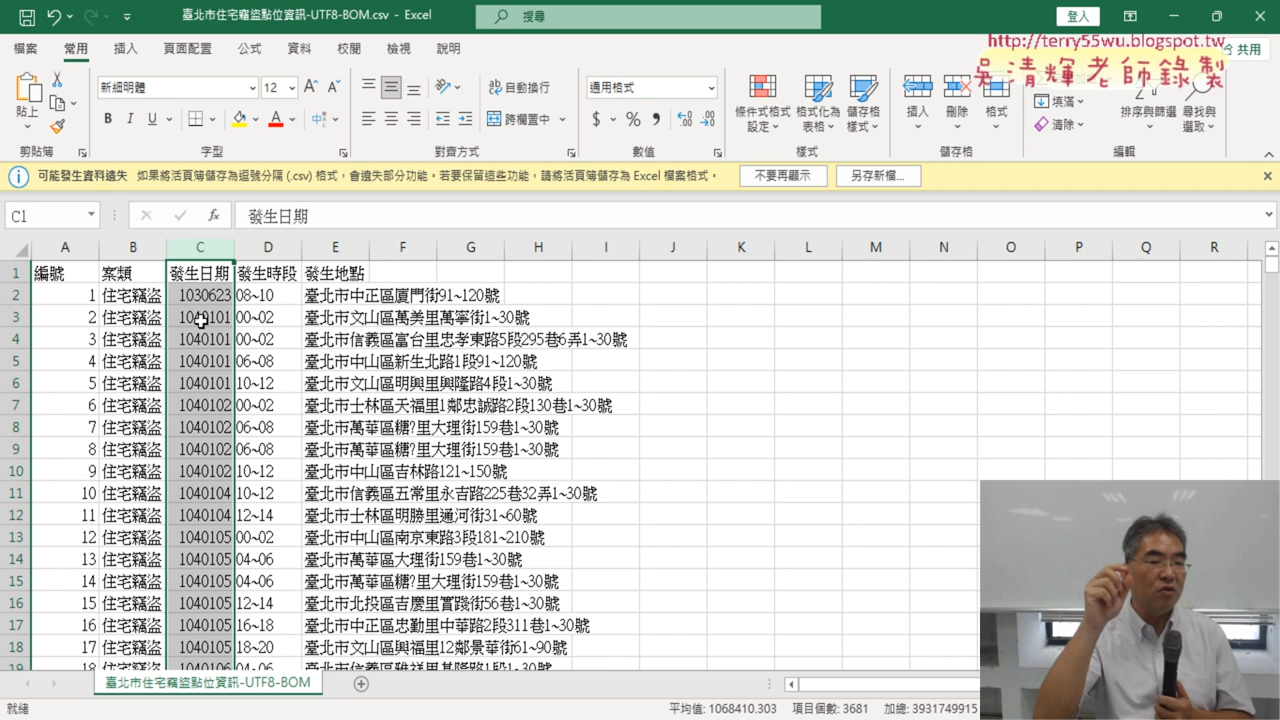 臺北市住宅竊盜點位資訊-UTF8-BOM.csv - Excel
搜尋
登入
檔案 常用 插入 頁面配置 公式 資料 校閱 檢視 說明
http://terry55wu.blogspot.tw
吳清輝老師錄製
共用
貼上
新細明體 12
自動換行
通用格式
條件式格式設定
格式化為表格
儲存格樣式
插入 刪除 格式
填滿
清除
排序與篩選
尋找與選取
B I U
跨欄置中
$ %
剪貼簿 字型 對齊方式 數值 樣式 儲存格 編輯
可能發生資料遺失 如果將活頁簿儲存為逗號分隔 (.csv) 格式，會遺失部分功能。若要保留這些功能，請將活頁簿儲存為 Excel 檔案格式。
不要再顯示 另存新檔...
C1 fx 發生日期
A B C D E F G H I J K L M N O P Q R
1 編號 案類 發生日期 發生時段 發生地點
2 1 住宅竊盜 1030623 08~10 臺北市中正區廈門街91~120號
3 2 住宅竊盜 1040101 00~02 臺北市文山區萬美里萬寧街1~30號
4 3 住宅竊盜 1040101 00~02 臺北市信義區富台里忠孝東路5段295巷6弄1~30號
5 4 住宅竊盜 1040101 06~08 臺北市中山區新生北路1段91~120號
6 5 住宅竊盜 1040101 10~12 臺北市文山區明興里興隆路4段1~30號
7 6 住宅竊盜 1040102 00~02 臺北市士林區天福里1鄰忠誠路2段130巷1~30號
8 7 住宅竊盜 1040102 06~08 臺北市萬華區糖?里大理街159巷1~30號
9 8 住宅竊盜 1040102 06~08 臺北市萬華區糖?里大理街159巷1~30號
10 9 住宅竊盜 1040102 10~12 臺北市中山區吉林路121~150號
11 10 住宅竊盜 1040104 10~12 臺北市信義區五常里永吉路225巷32弄1~30號
12 11 住宅竊盜 1040104 12~14 臺北市士林區明勝里通河街31~60號
13 12 住宅竊盜 1040105 00~02 臺北市中山區南京東路3段181~210號
14 13 住宅竊盜 1040105 04~06 臺北市萬華區大理街159巷1~30號
15 14 住宅竊盜 1040105 04~06 臺北市萬華區糖?里大理街159巷1~30號
16 15 住宅竊盜 1040105 12~14 臺北市北投區吉慶里實踐街56巷1~30號
17 16 住宅竊盜 1040105 16~18 臺北市中正區忠勤里中華路2段311巷1~30號
18 17 住宅竊盜 1040105 18~20 臺北市文山區興福里12鄰景華街61~90號
19 18 住宅竊盜 1040106 04~06 臺北市信義區雅祥里基隆路1段1~30號
臺北市住宅竊盜點位資訊-UTF8-BOM
就緒
平均值: 1068410.303 項目個數: 3681 加總: 3931749915